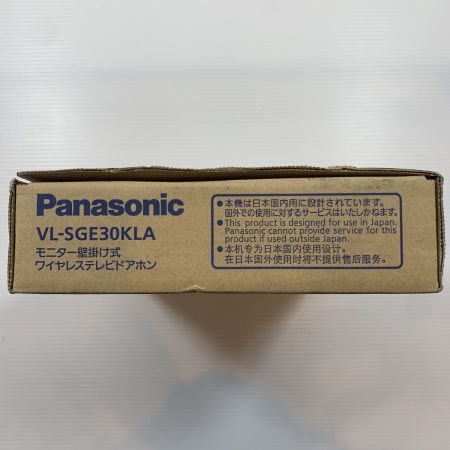 Panasonic
VL-SGE30KLA
モニター壁掛け式
ワイヤレステレビドアホン
●本機は日本国内用に設計されています。
国外での使用に対するサービスはいたしかねます。
●This product is designed for use in Japan.
Panasonic cannot provide service for this
product if used outside Japan.
●本机专为日本国内使用设计。
在日本国外使用时将不提供售后服务。